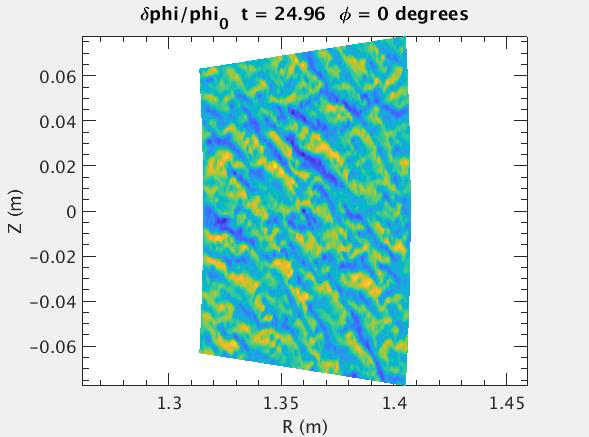 δphi/phi₀ t = 24.96 ϕ = 0 degrees
0.06
0.04
0.02
0
-0.02
-0.04
-0.06
Z (m)
1.3 1.35 1.4 1.45
R (m)